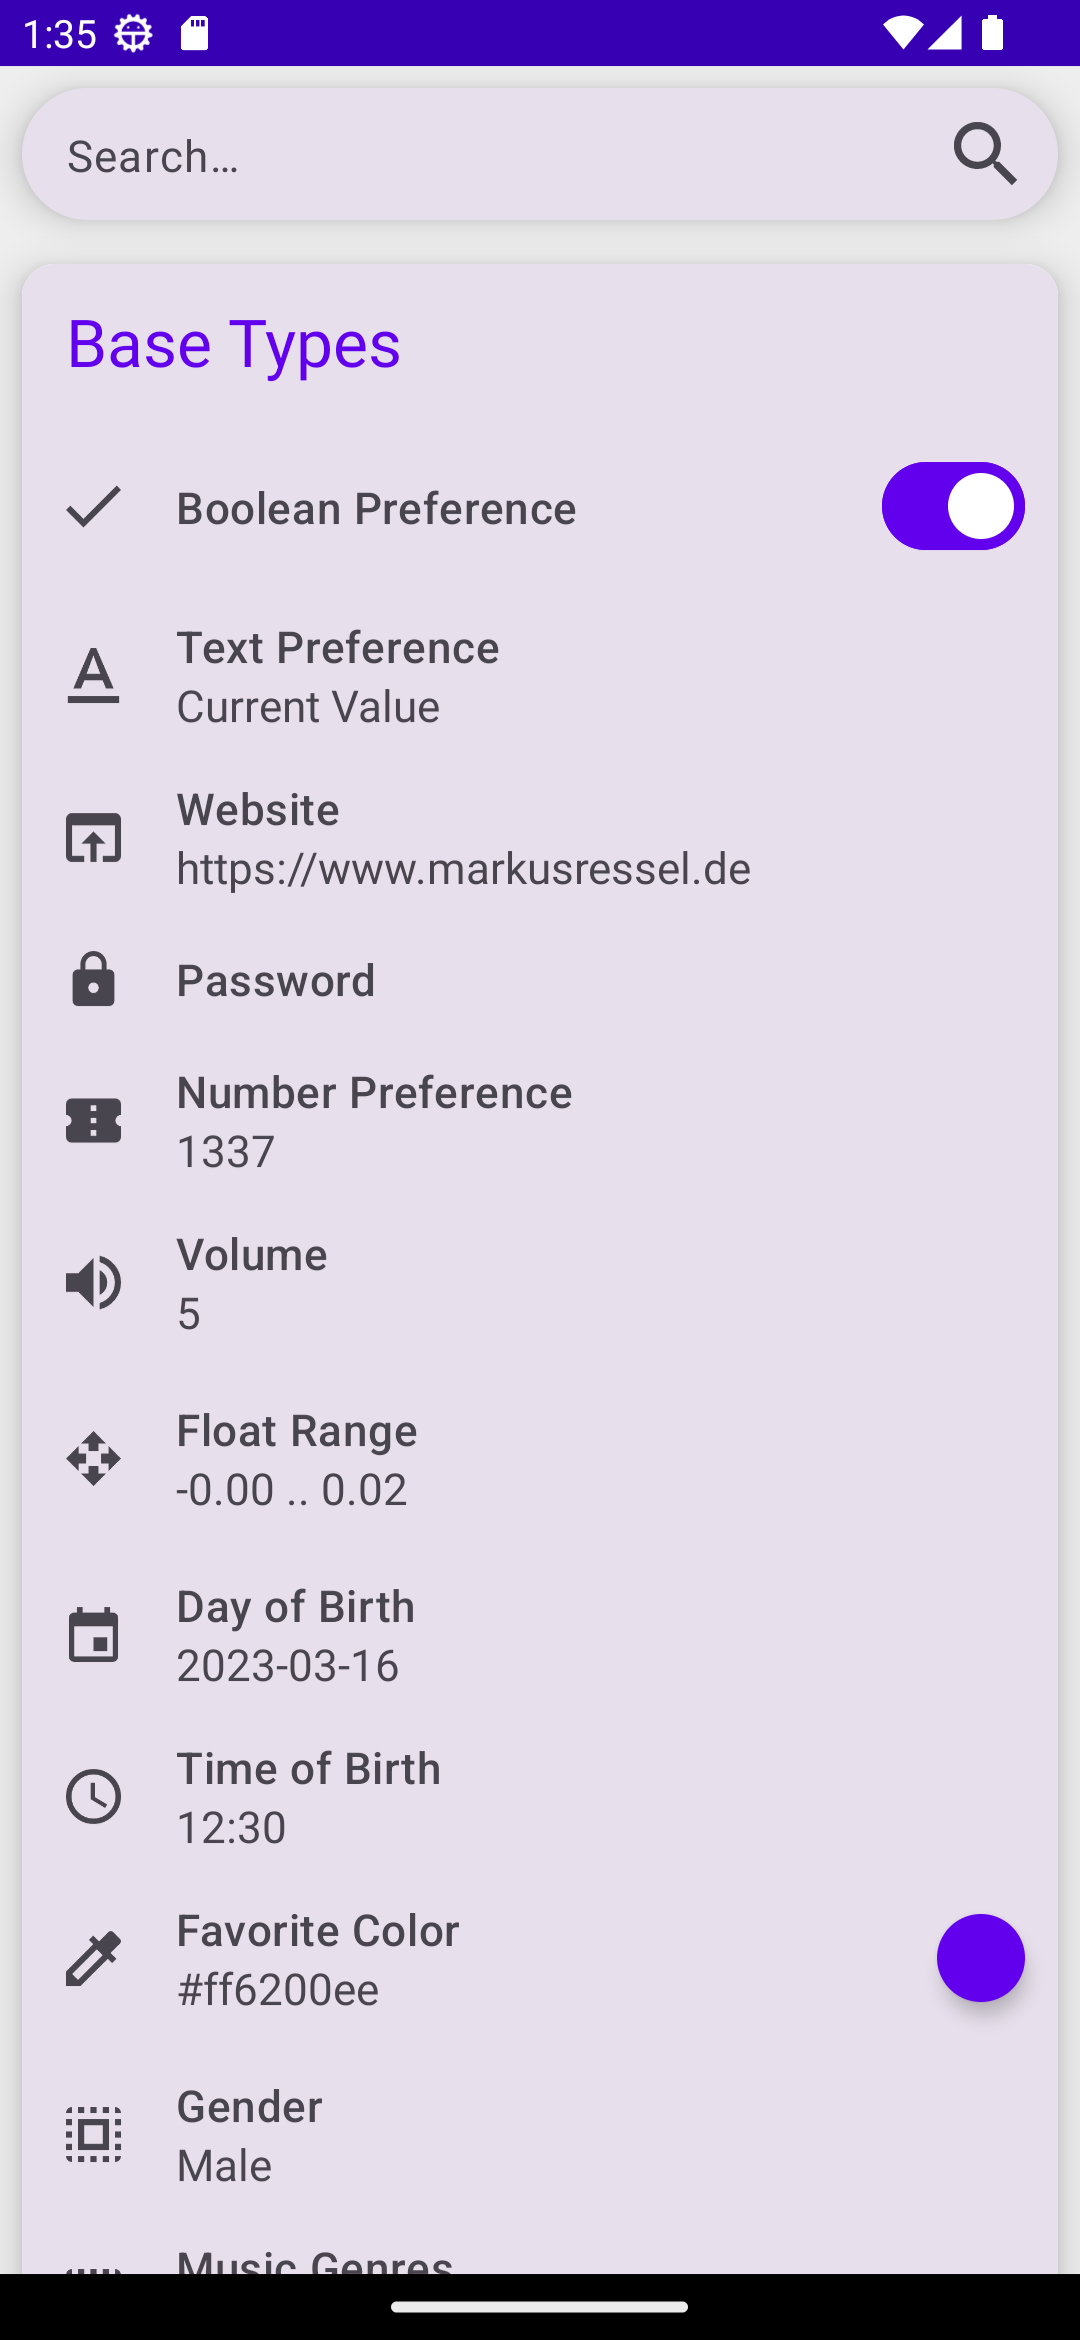 1:35
Search…
Base Types
Boolean Preference
Text Preference
Current Value
Website
https://www.markusressel.de
Password
Number Preference
1337
Volume
5
Float Range
-0.00 .. 0.02
Day of Birth
2023-03-16
Time of Birth
12:30
Favorite Color
#ff6200ee
Gender
Male
Music Genres